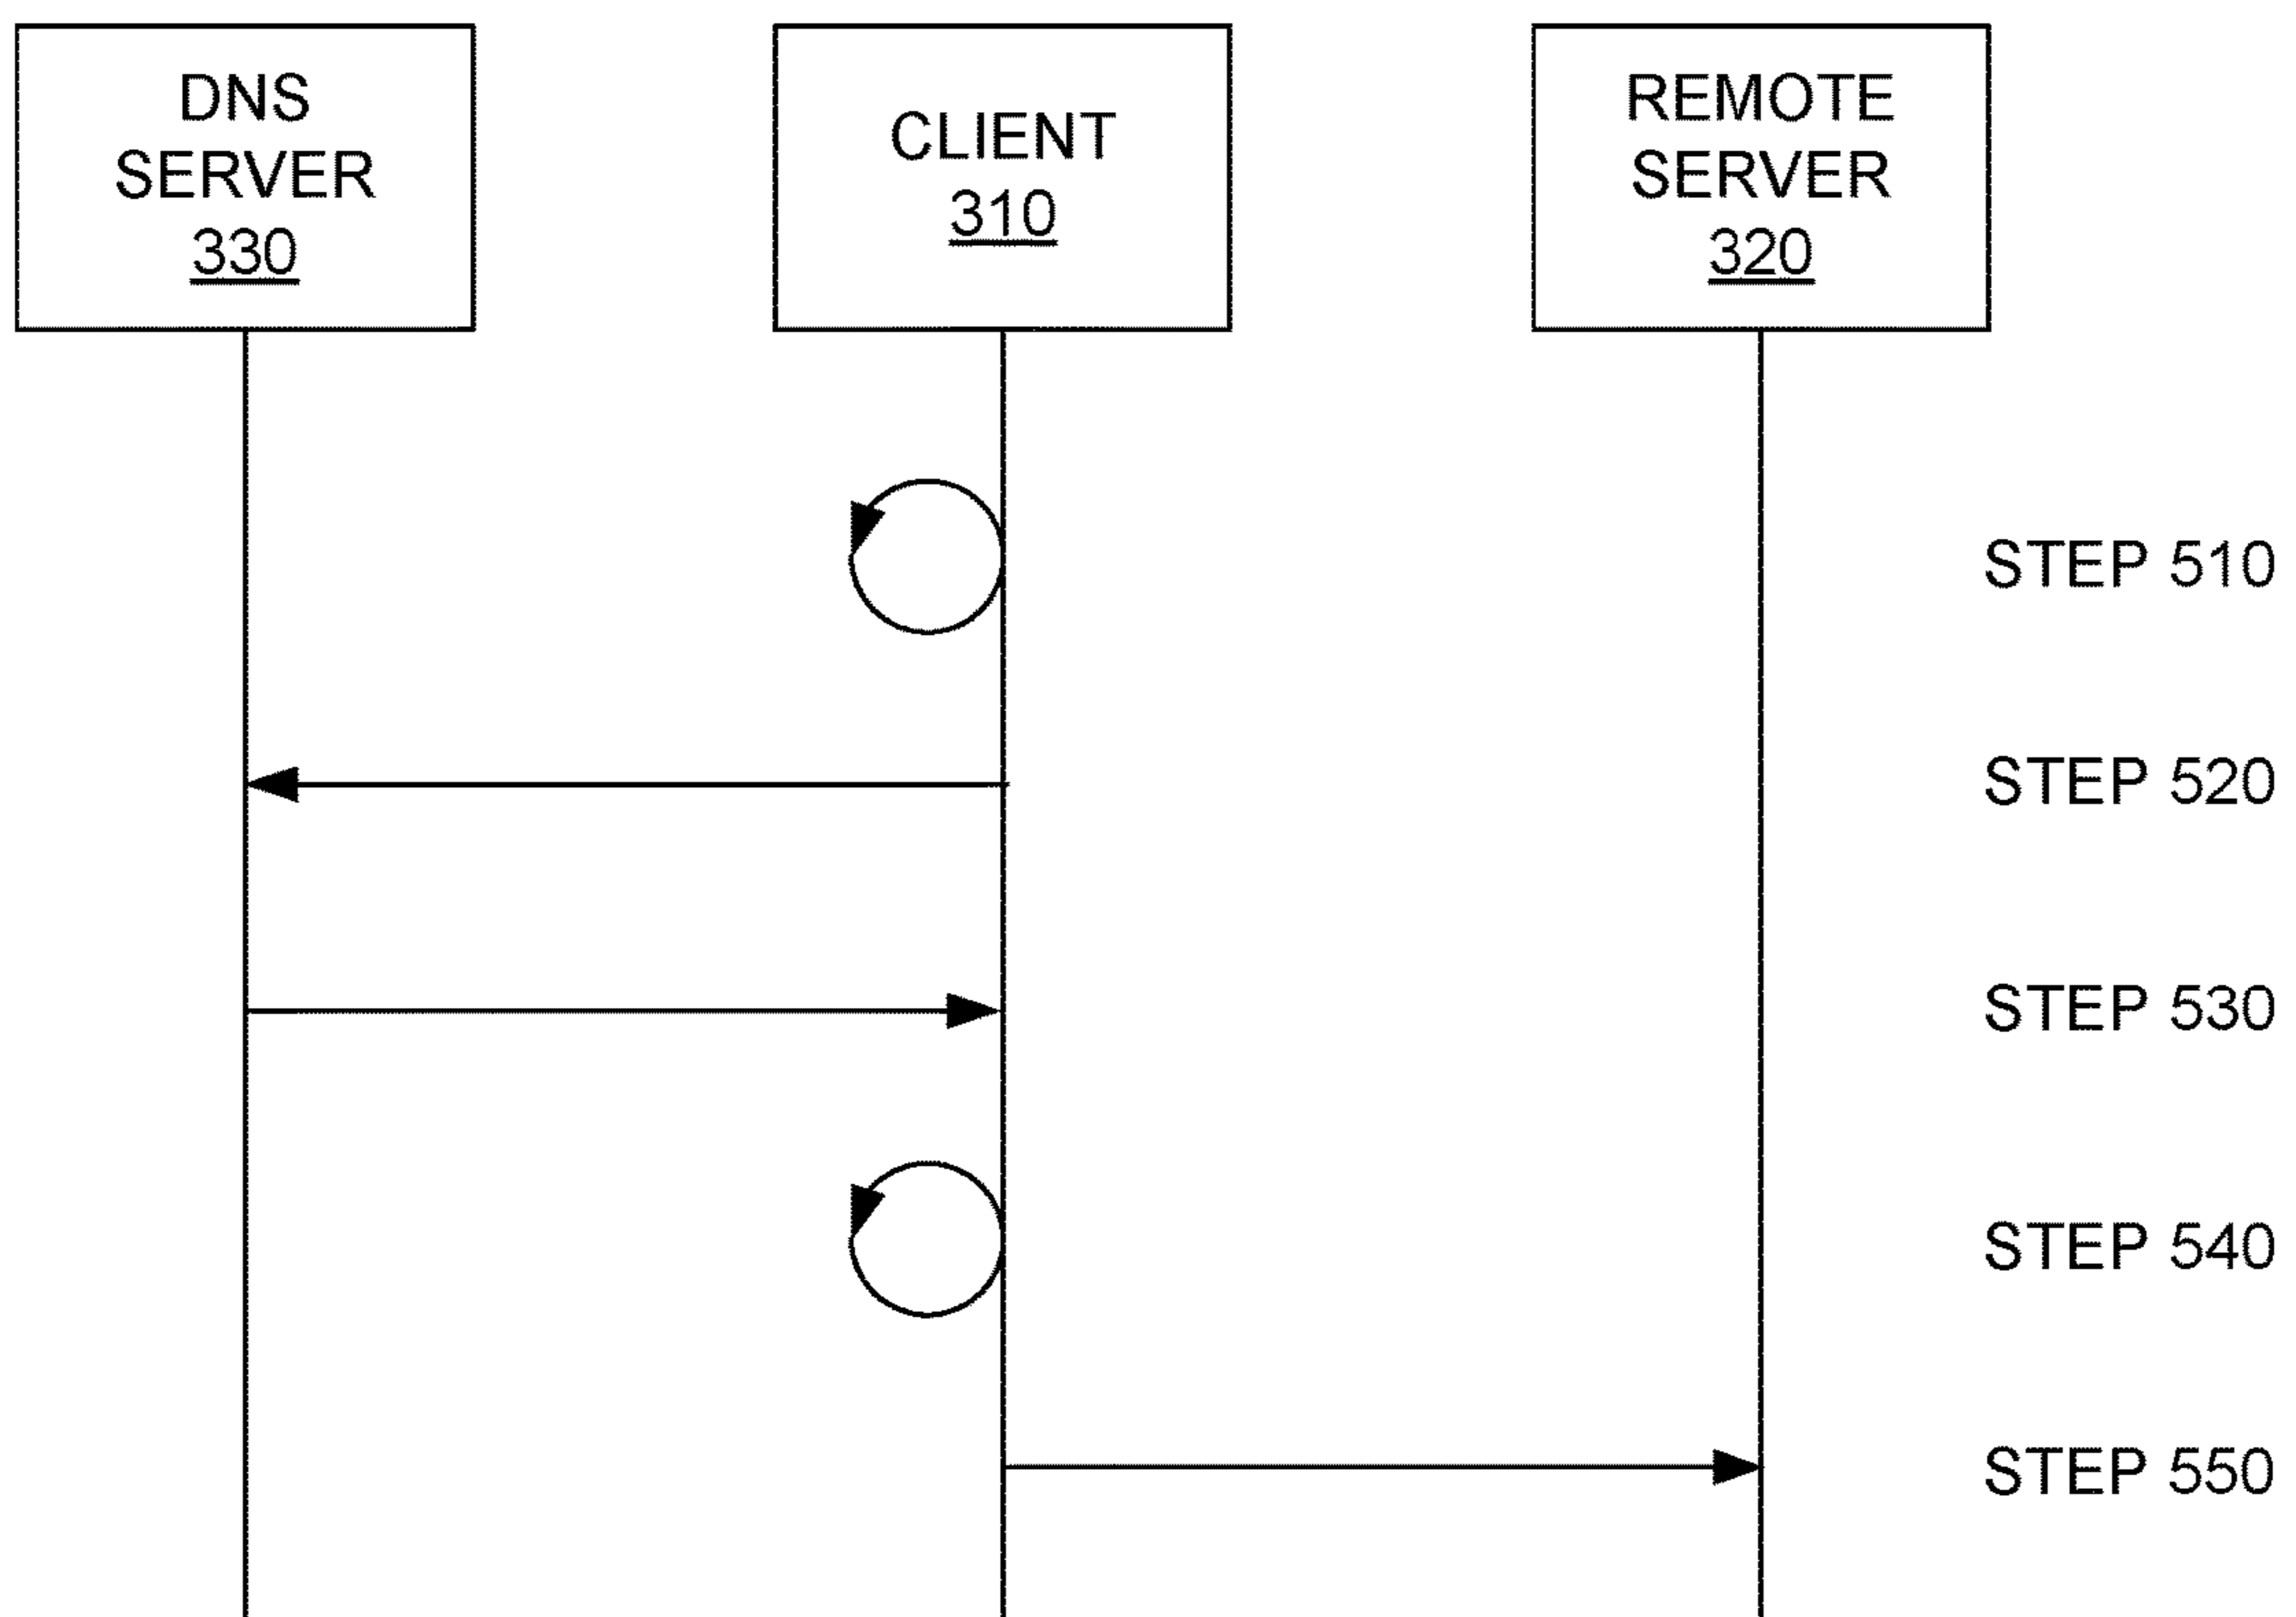 DNS
SERVER
330
CLIENT
310
REMOTE
SERVER
320
STEP 510
STEP 520
STEP 530
STEP 540
STEP 550